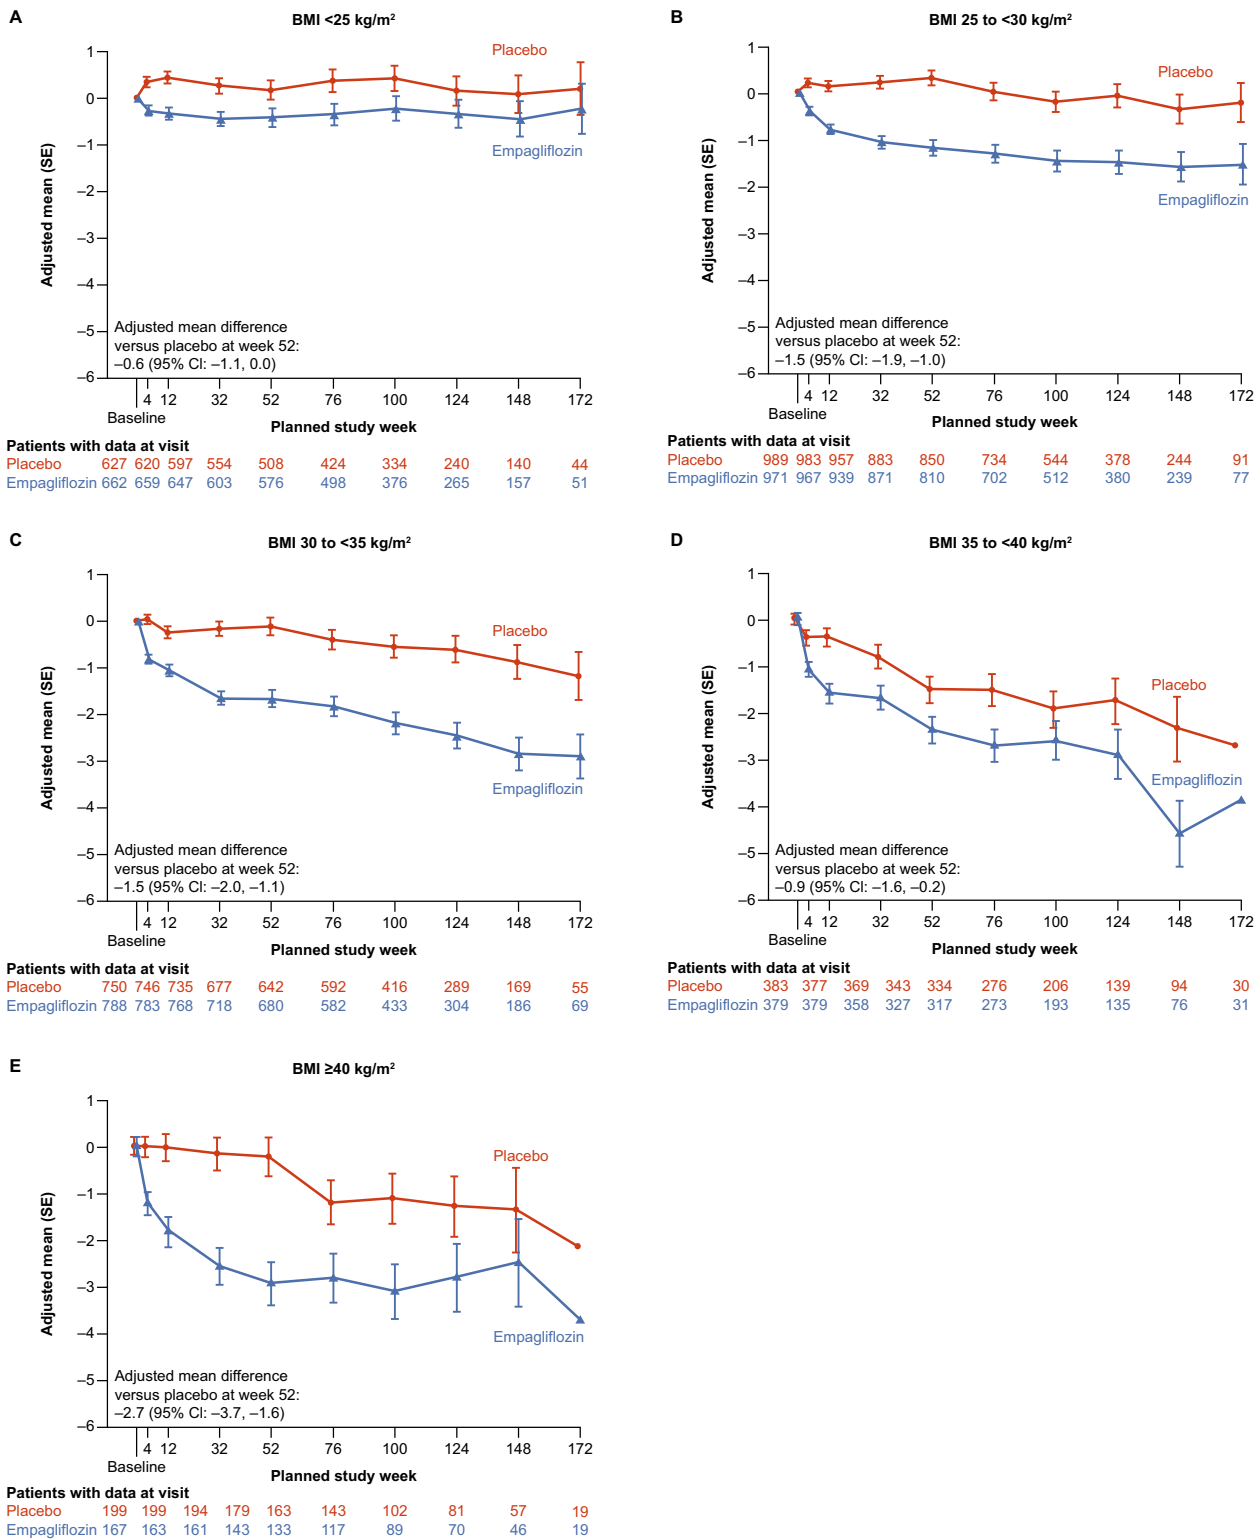 A
BMI <25 kg/m²
1
0
–1
–2
–3
–4
–5
–6
Adjusted mean (SE)
Placebo
Empagliflozin
Adjusted mean difference
versus placebo at week 52:
–0.6 (95% CI: –1.1, 0.0)
4 12 32 52 76 100 124 148 172
Baseline
Planned study week
Patients with data at visit
Placebo 627 620 597 554 508 424 334 240 140 44
Empagliflozin 662 659 647 603 576 498 376 265 157 51
B
BMI 25 to <30 kg/m²
1
0
–1
–2
–3
–4
–5
–6
Adjusted mean (SE)
Placebo
Empagliflozin
Adjusted mean difference
versus placebo at week 52:
–1.5 (95% CI: –1.9, –1.0)
4 12 32 52 76 100 124 148 172
Baseline
Planned study week
Patients with data at visit
Placebo 989 983 957 883 850 734 544 378 244 91
Empagliflozin 971 967 939 871 810 702 512 380 239 77
C
BMI 30 to <35 kg/m²
1
0
–1
–2
–3
–4
–5
–6
Adjusted mean (SE)
Placebo
Empagliflozin
Adjusted mean difference
versus placebo at week 52:
–1.5 (95% CI: –2.0, –1.1)
4 12 32 52 76 100 124 148 172
Baseline
Planned study week
Patients with data at visit
Placebo 750 746 735 677 642 592 416 289 169 55
Empagliflozin 788 783 768 718 680 582 433 304 186 69
D
BMI 35 to <40 kg/m²
1
0
–1
–2
–3
–4
–5
–6
Adjusted mean (SE)
Placebo
Empagliflozin
Adjusted mean difference
versus placebo at week 52:
–0.9 (95% CI: –1.6, –0.2)
4 12 32 52 76 100 124 148 172
Baseline
Planned study week
Patients with data at visit
Placebo 383 377 369 343 334 276 206 139 94 30
Empagliflozin 379 379 358 327 317 273 193 135 76 31
E
BMI ≥40 kg/m²
1
0
–1
–2
–3
–4
–5
–6
Adjusted mean (SE)
Placebo
Empagliflozin
Adjusted mean difference
versus placebo at week 52:
–2.7 (95% CI: –3.7, –1.6)
4 12 32 52 76 100 124 148 172
Baseline
Planned study week
Patients with data at visit
Placebo 199 199 194 179 163 143 102 81 57 19
Empagliflozin 167 163 161 143 133 117 89 70 46 19